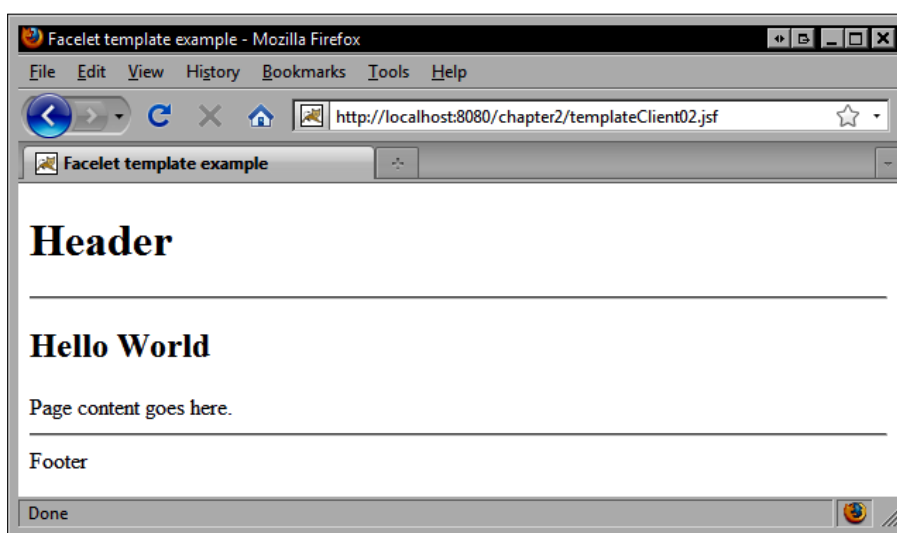 Facelet template example - Mozilla Firefox
File Edit View History Bookmarks Tools Help
http://localhost:8080/chapter2/templateClient02.jsf
Facelet template example
Header
Hello World
Page content goes here.
Footer
Done